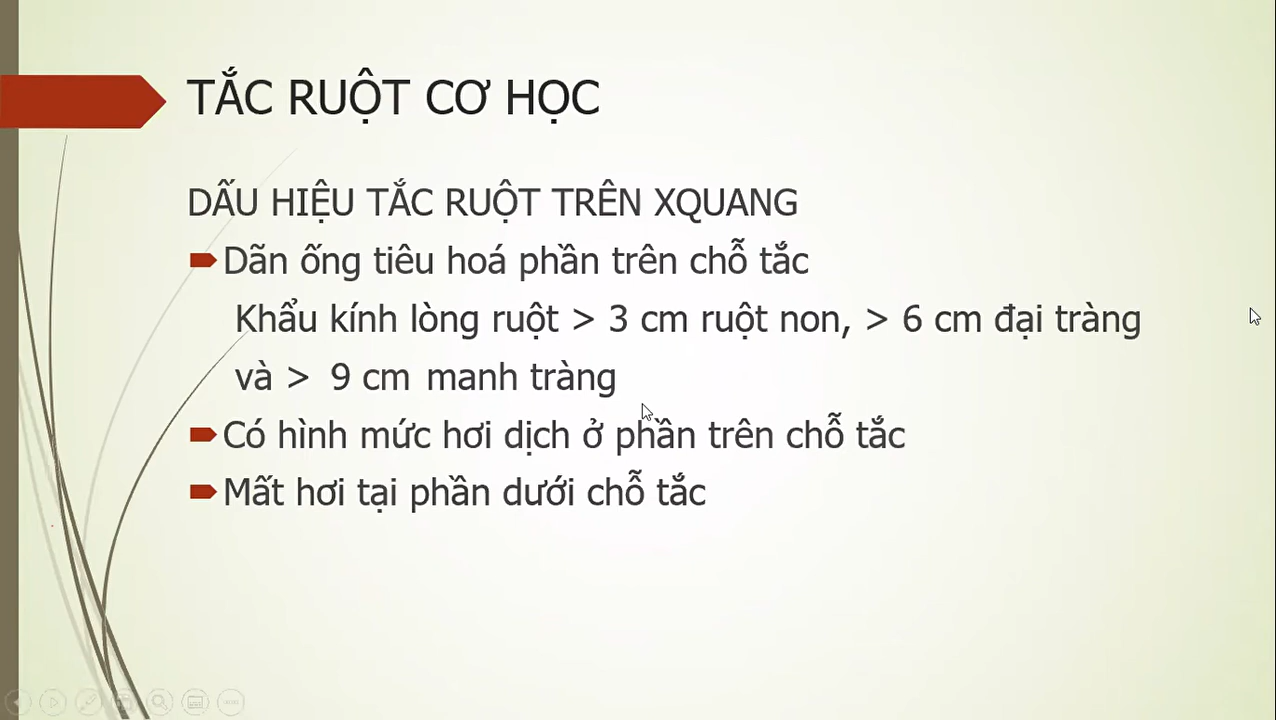 TẮC RUỘT CƠ HỌC
DẤU HIỆU TẮC RUỘT TRÊN XQUANG
Dãn ống tiêu hoá phần trên chỗ tắc
Khẩu kính lòng ruột > 3 cm ruột non, > 6 cm đại tràng
và > 9 cm manh tràng
Có hình mức hơi dịch ở phần trên chỗ tắc
Mất hơi tại phần dưới chỗ tắc